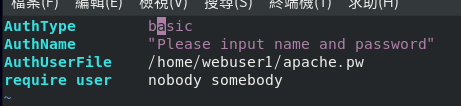 檔案(F) 編輯(E) 檢視(V) 搜尋(S) 終端機(T) 求助(H)
AuthType basic
AuthName "Please input name and password"
AuthUserFile /home/webuser1/apache.pw
require user nobody somebody
~